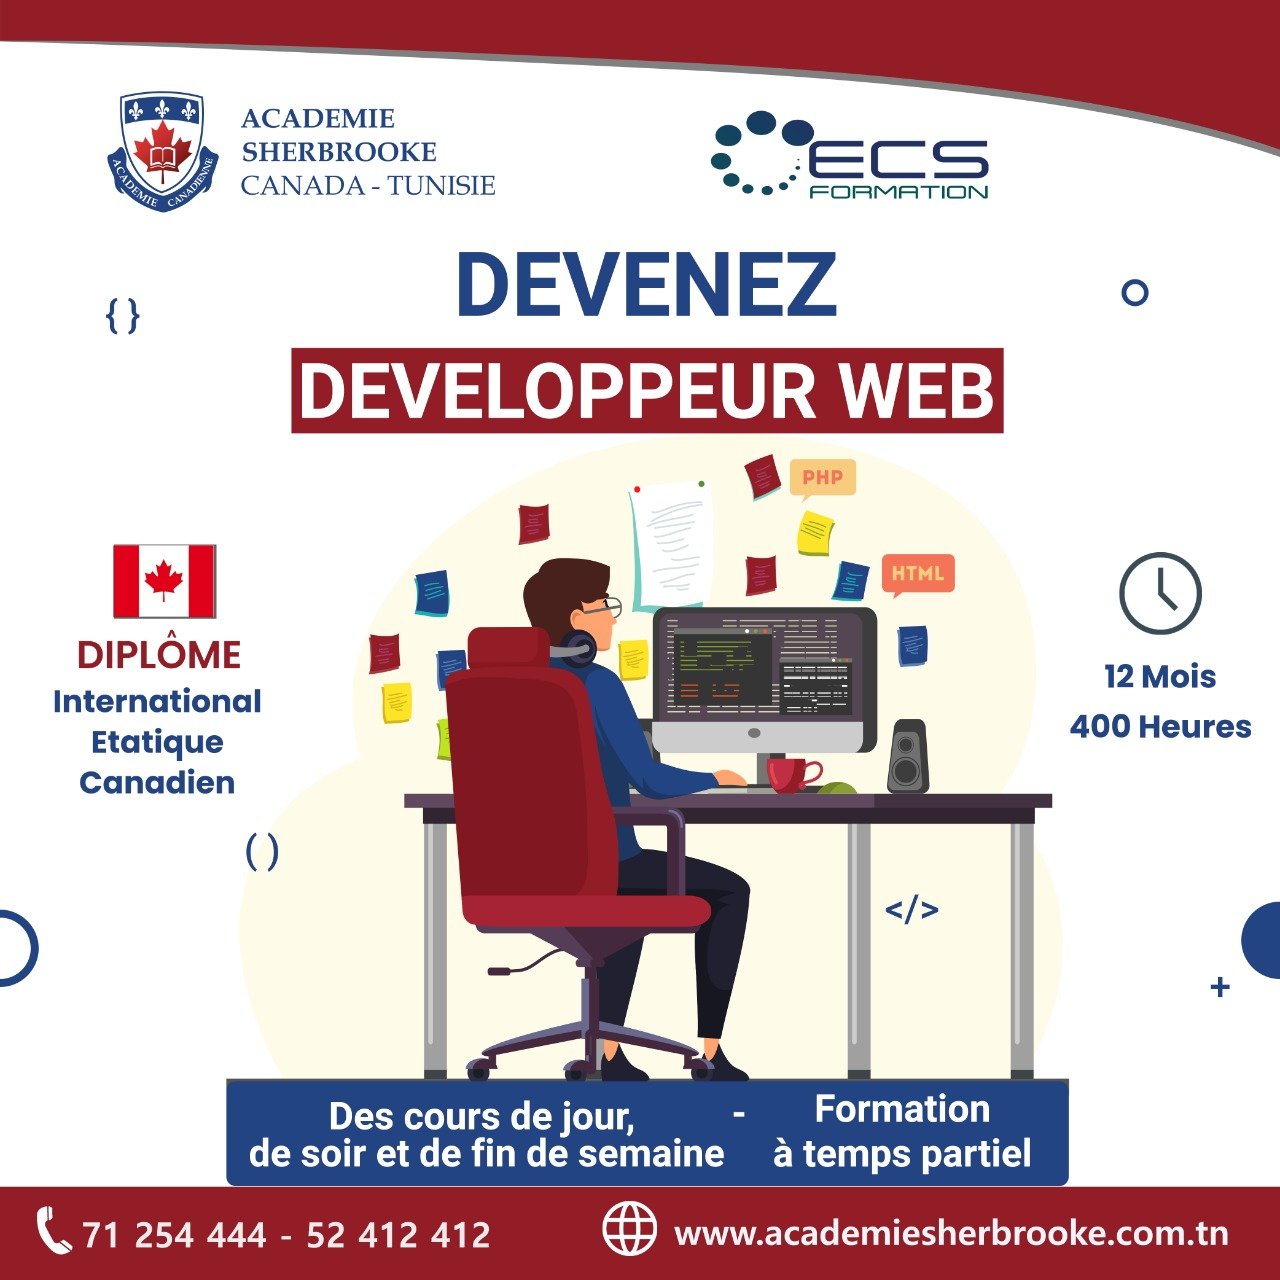 ACADEMIE
SHERBROOKE
CANADA - TUNISIE
ACADEMIE CANADIENNE
ECS
FORMATION
DEVENEZ
{ }
DEVELOPPEUR WEB
PHP
HTML
DIPLÔME
International
Etatique
Canadien
12 Mois
400 Heures
( )
</>
+
Des cours de jour,
de soir et de fin de semaine
-
Formation
à temps partiel
71 254 444 - 52 412 412
www.academiesherbrooke.com.tn